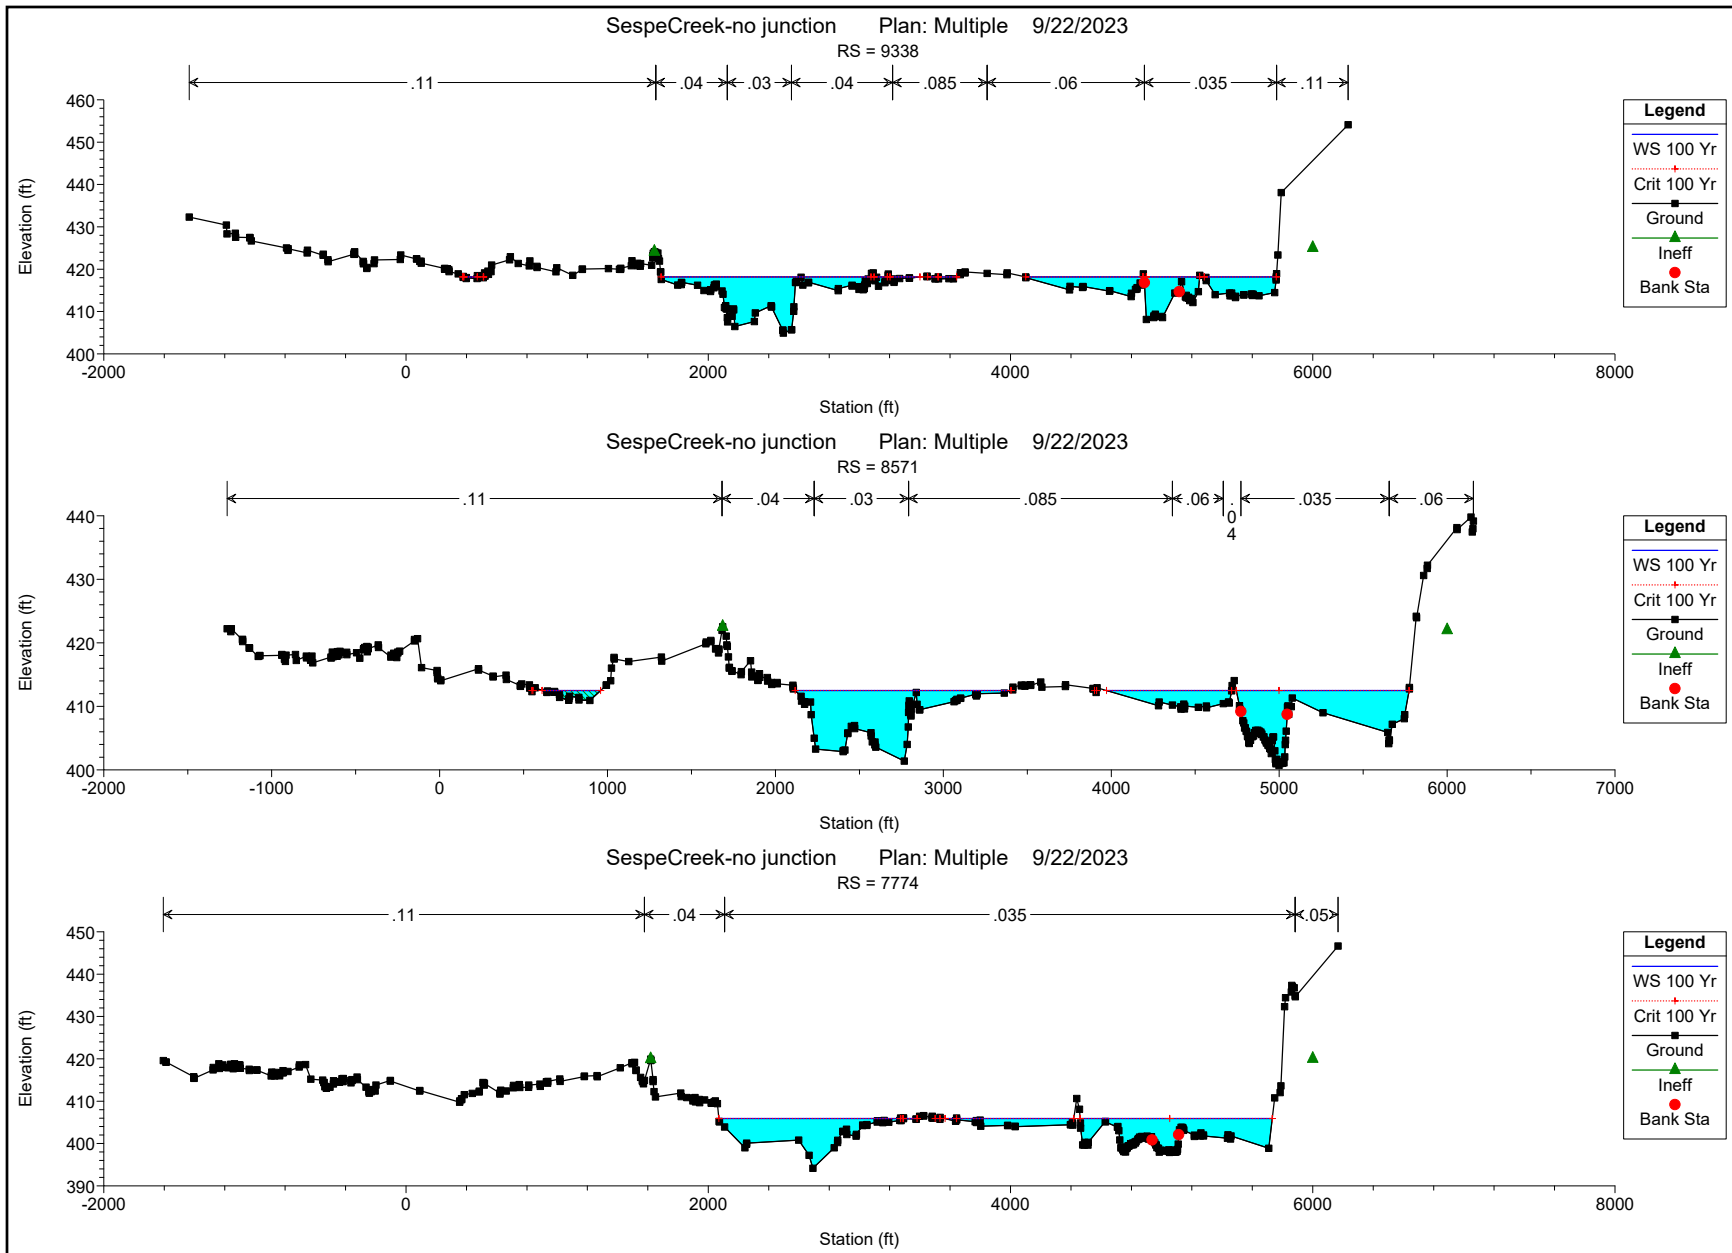 SespeCreek-no junction Plan: Multiple 9/22/2023
RS = 9338
.11 .04 .03 .04 .085 .06 .035 .11
460
450
440
430
420
410
400
Elevation (ft)
-2000 0 2000 4000 6000 8000
Station (ft)
Legend
WS 100 Yr
Crit 100 Yr
Ground
Ineff
Bank Sta
SespeCreek-no junction Plan: Multiple 9/22/2023
RS = 8571
.11 .04 .03 .085 .06 .04 .035 .06
440
430
420
410
400
Elevation (ft)
-2000 -1000 0 1000 2000 3000 4000 5000 6000 7000
Station (ft)
Legend
WS 100 Yr
Crit 100 Yr
Ground
Ineff
Bank Sta
SespeCreek-no junction Plan: Multiple 9/22/2023
RS = 7774
.11 .04 .035 .05
450
440
430
420
410
400
390
Elevation (ft)
-2000 0 2000 4000 6000 8000
Station (ft)
Legend
WS 100 Yr
Crit 100 Yr
Ground
Ineff
Bank Sta